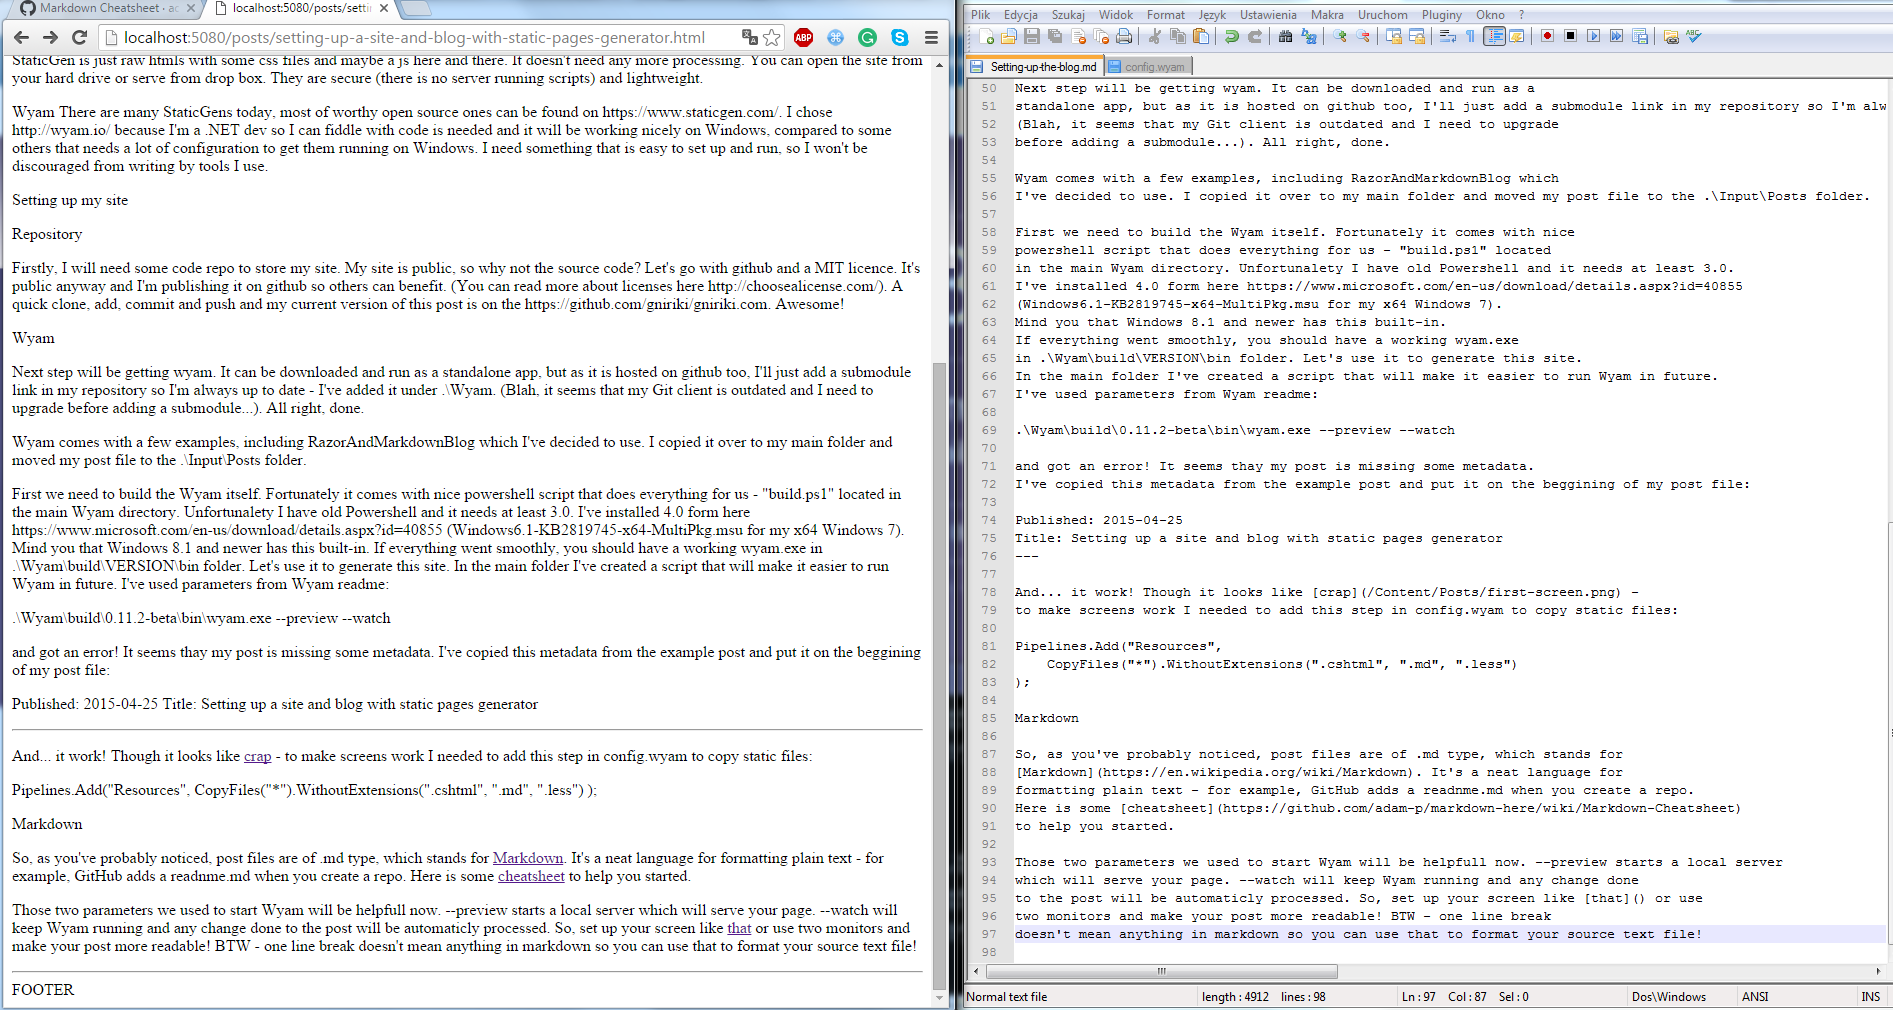 Markdown Cheatsheet · ac
localhost:5080/posts/setti
localhost:5080/posts/setting-up-a-site-and-blog-with-static-pages-generator.html
ABP
StaticGen is just raw htmls with some css files and maybe a js here and there. It doesn't need any more processing. You can open the site from
your hard drive or serve from drop box. They are secure (there is no server running scripts) and lightweight.
Wyam There are many StaticGens today, most of worthy open source ones can be found on https://www.staticgen.com/. I chose
http://wyam.io/ because I'm a .NET dev so I can fiddle with code is needed and it will be working nicely on Windows, compared to some
others that needs a lot of configuration to get them running on Windows. I need something that is easy to set up and run, so I won't be
discouraged from writing by tools I use.
Setting up my site
Repository
Firstly, I will need some code repo to store my site. My site is public, so why not the source code? Let's go with github and a MIT licence. It's
public anyway and I'm publishing it on github so others can benefit. (You can read more about licenses here http://choosealicense.com/). A
quick clone, add, commit and push and my current version of this post is on the https://github.com/gniriki/gniriki.com. Awesome!
Wyam
Next step will be getting wyam. It can be downloaded and run as a standalone app, but as it is hosted on github too, I'll just add a submodule
link in my repository so I'm always up to date - I've added it under .\Wyam. (Blah, it seems that my Git client is outdated and I need to
upgrade before adding a submodule...). All right, done.
Wyam comes with a few examples, including RazorAndMarkdownBlog which I've decided to use. I copied it over to my main folder and
moved my post file to the .\Input\Posts folder.
First we need to build the Wyam itself. Fortunately it comes with nice powershell script that does everything for us - "build.ps1" located in
the main Wyam directory. Unfortunalety I have old Powershell and it needs at least 3.0. I've installed 4.0 form here
https://www.microsoft.com/en-us/download/details.aspx?id=40855 (Windows6.1-KB2819745-x64-MultiPkg.msu for my x64 Windows 7).
Mind you that Windows 8.1 and newer has this built-in. If everything went smoothly, you should have a working wyam.exe in
.\Wyam\build\VERSION\bin folder. Let's use it to generate this site. In the main folder I've created a script that will make it easier to run
Wyam in future. I've used parameters from Wyam readme:
.\Wyam\build\0.11.2-beta\bin\wyam.exe --preview --watch
and got an error! It seems thay my post is missing some metadata. I've copied this metadata from the example post and put it on the beggining
of my post file:
Published: 2015-04-25 Title: Setting up a site and blog with static pages generator
And... it work! Though it looks like crap - to make screens work I needed to add this step in config.wyam to copy static files:
Pipelines.Add("Resources", CopyFiles("*").WithoutExtensions(".cshtml", ".md", ".less") );
Markdown
So, as you've probably noticed, post files are of .md type, which stands for Markdown. It's a neat language for formatting plain text - for
example, GitHub adds a readnme.md when you create a repo. Here is some cheatsheet to help you started.
Those two parameters we used to start Wyam will be helpfull now. --preview starts a local server which will serve your page. --watch will
keep Wyam running and any change done to the post will be automaticly processed. So, set up your screen like that or use two monitors and
make your post more readable! BTW - one line break doesn't mean anything in markdown so you can use that to format your source text file!
FOOTER
Plik Edycja Szukaj Widok Format Język Ustawienia Makra Uruchom Pluginy Okno ?
Setting-up-the-blog.md config.wyam
50 Next step will be getting wyam. It can be downloaded and run as a
51 standalone app, but as it is hosted on github too, I'll just add a submodule link in my repository so I'm alw
52 (Blah, it seems that my Git client is outdated and I need to upgrade
53 before adding a submodule...). All right, done.
54
55 Wyam comes with a few examples, including RazorAndMarkdownBlog which
56 I've decided to use. I copied it over to my main folder and moved my post file to the .\Input\Posts folder.
57
58 First we need to build the Wyam itself. Fortunately it comes with nice
59 powershell script that does everything for us - "build.ps1" located
60 in the main Wyam directory. Unfortunalety I have old Powershell and it needs at least 3.0.
61 I've installed 4.0 form here https://www.microsoft.com/en-us/download/details.aspx?id=40855
62 (Windows6.1-KB2819745-x64-MultiPkg.msu for my x64 Windows 7).
63 Mind you that Windows 8.1 and newer has this built-in.
64 If everything went smoothly, you should have a working wyam.exe
65 in .\Wyam\build\VERSION\bin folder. Let's use it to generate this site.
66 In the main folder I've created a script that will make it easier to run Wyam in future.
67 I've used parameters from Wyam readme:
68
69 .\Wyam\build\0.11.2-beta\bin\wyam.exe --preview --watch
70
71 and got an error! It seems thay my post is missing some metadata.
72 I've copied this metadata from the example post and put it on the beggining of my post file:
73
74 Published: 2015-04-25
75 Title: Setting up a site and blog with static pages generator
76 ---
77
78 And... it work! Though it looks like [crap](/Content/Posts/first-screen.png) -
79 to make screens work I needed to add this step in config.wyam to copy static files:
80
81 Pipelines.Add("Resources",
82 CopyFiles("*").WithoutExtensions(".cshtml", ".md", ".less")
83 );
84
85 Markdown
86
87 So, as you've probably noticed, post files are of .md type, which stands for
88 [Markdown](https://en.wikipedia.org/wiki/Markdown). It's a neat language for
89 formatting plain text - for example, GitHub adds a readnme.md when you create a repo.
90 Here is some [cheatsheet](https://github.com/adam-p/markdown-here/wiki/Markdown-Cheatsheet)
91 to help you started.
92
93 Those two parameters we used to start Wyam will be helpfull now. --preview starts a local server
94 which will serve your page. --watch will keep Wyam running and any change done
95 to the post will be automaticly processed. So, set up your screen like [that]() or use
96 two monitors and make your post more readable! BTW - one line break
97 doesn't mean anything in markdown so you can use that to format your source text file!
98
Normal text file length : 4912 lines : 98 Ln : 97 Col : 87 Sel : 0 Dos\Windows ANSI INS